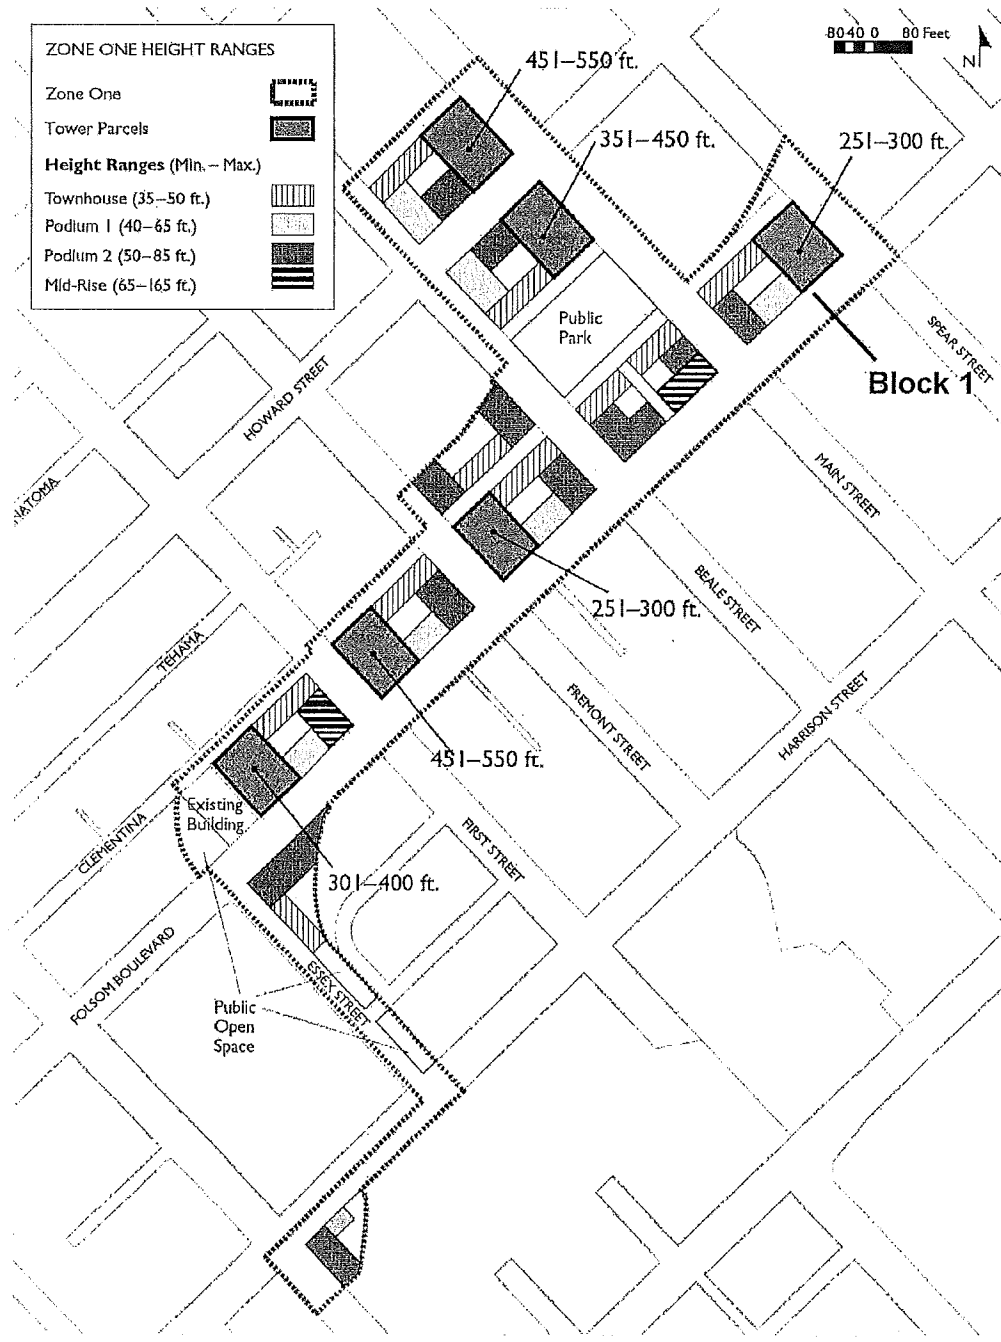 ZONE ONE HEIGHT RANGES
Zone One
Tower Parcels
Height Ranges (Min. – Max.)
Townhouse (35–50 ft.)
Podium 1 (40–65 ft.)
Podium 2 (50–85 ft.)
Mid-Rise (65–165 ft.)
80 40 0 80 Feet
N
451–550 ft.
351–450 ft.
251–300 ft.
Public
Park
Block 1
SPEAR STREET
HOWARD STREET
MAIN STREET
NATOMA
BEALE STREET
251–300 ft.
TEHAMA
FREMONT STREET
HARRISON STREET
451–550 ft.
Existing
Building
CLEMENTINA
FIRST STREET
301–400 ft.
FOLSOM BOULEVARD
ESSEX STREET
Public
Open
Space